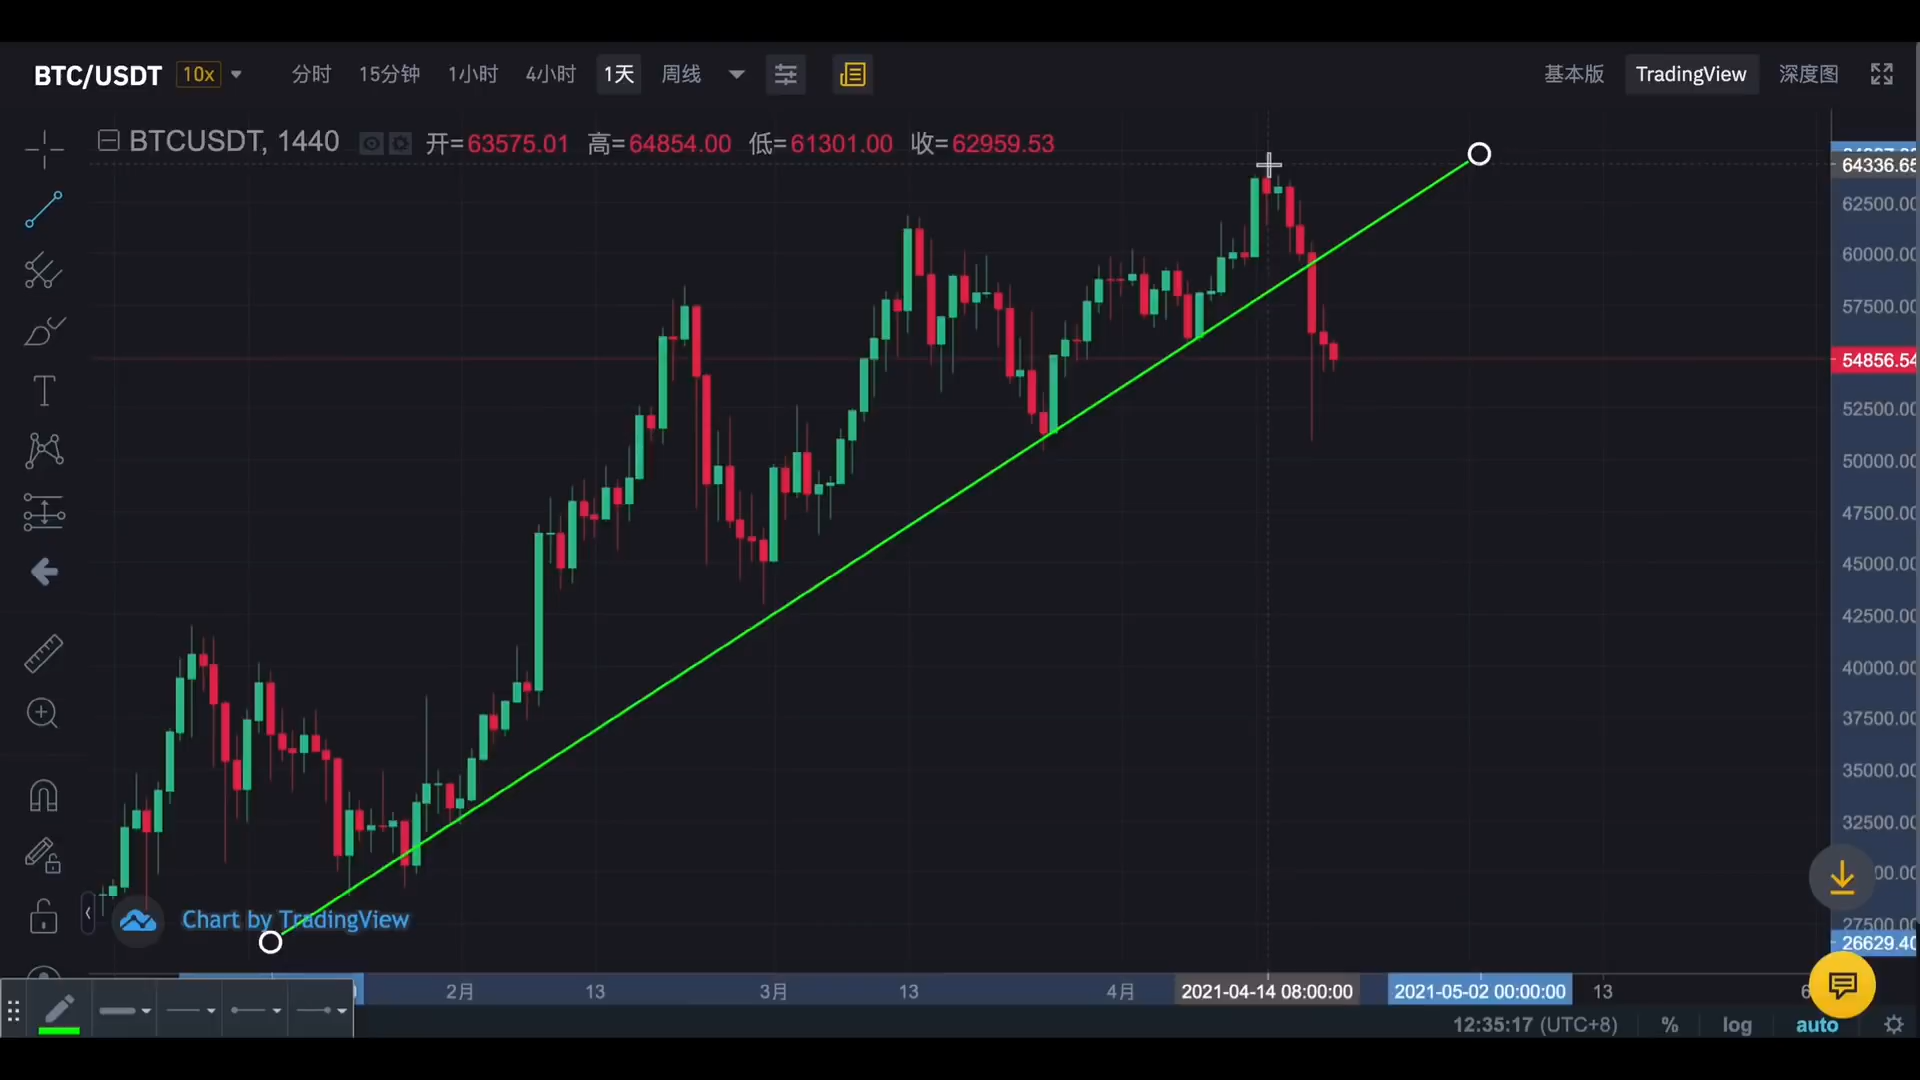 BTC/USDT 10x 分时 15分钟 1小时 4小时 1天 周线 基本版 TradingView 深度图
BTCUSDT, 1440 开=63575.01 高=64854.00 低=61301.00 收=62959.53
64336.65
62500.00
60000.00
57500.00
54856.54
52500.00
50000.00
47500.00
45000.00
42500.00
40000.00
37500.00
35000.00
32500.00
27500.00
26629.40
T
Chart by TradingView
2月 13 3月 13 4月 2021-04-14 08:00:00 2021-05-02 00:00:00 13
12:35:17 (UTC+8) % log auto